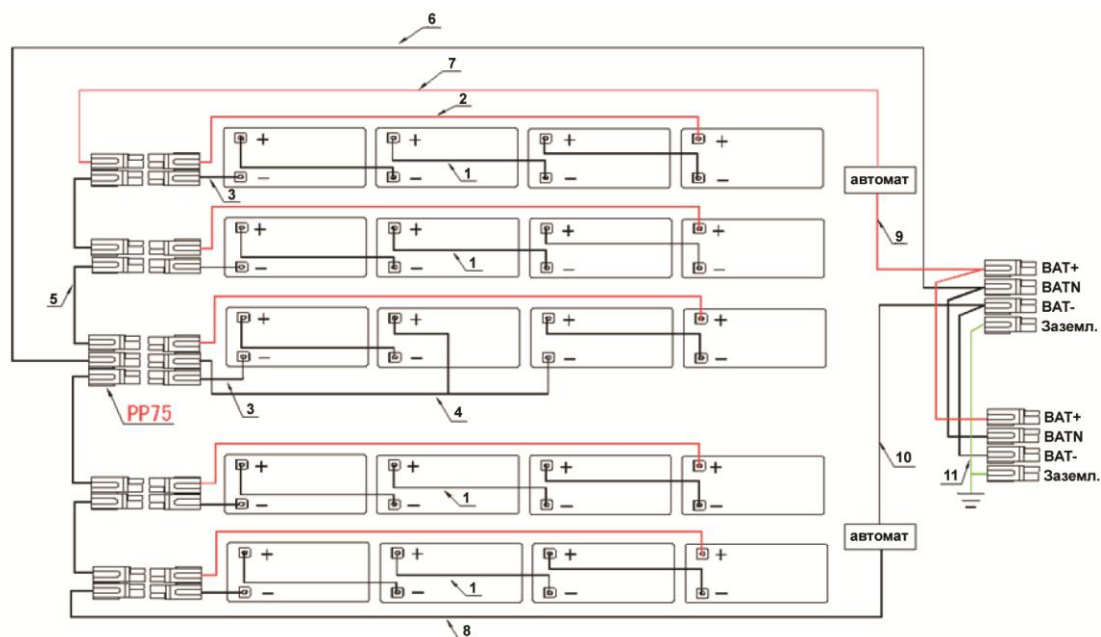 6
7
2
+ + + +
автомат
1
– – – –
3
9
+ + + +
1
– – – –
BAT+
BATN
BAT-
Заземл.
5
+ + + +
– – – –
3
4
PP75
BAT+
BATN
BAT-
Заземл.
10
11
+ + + +
1
– – – –
автомат
+ + + +
1
– – – –
8